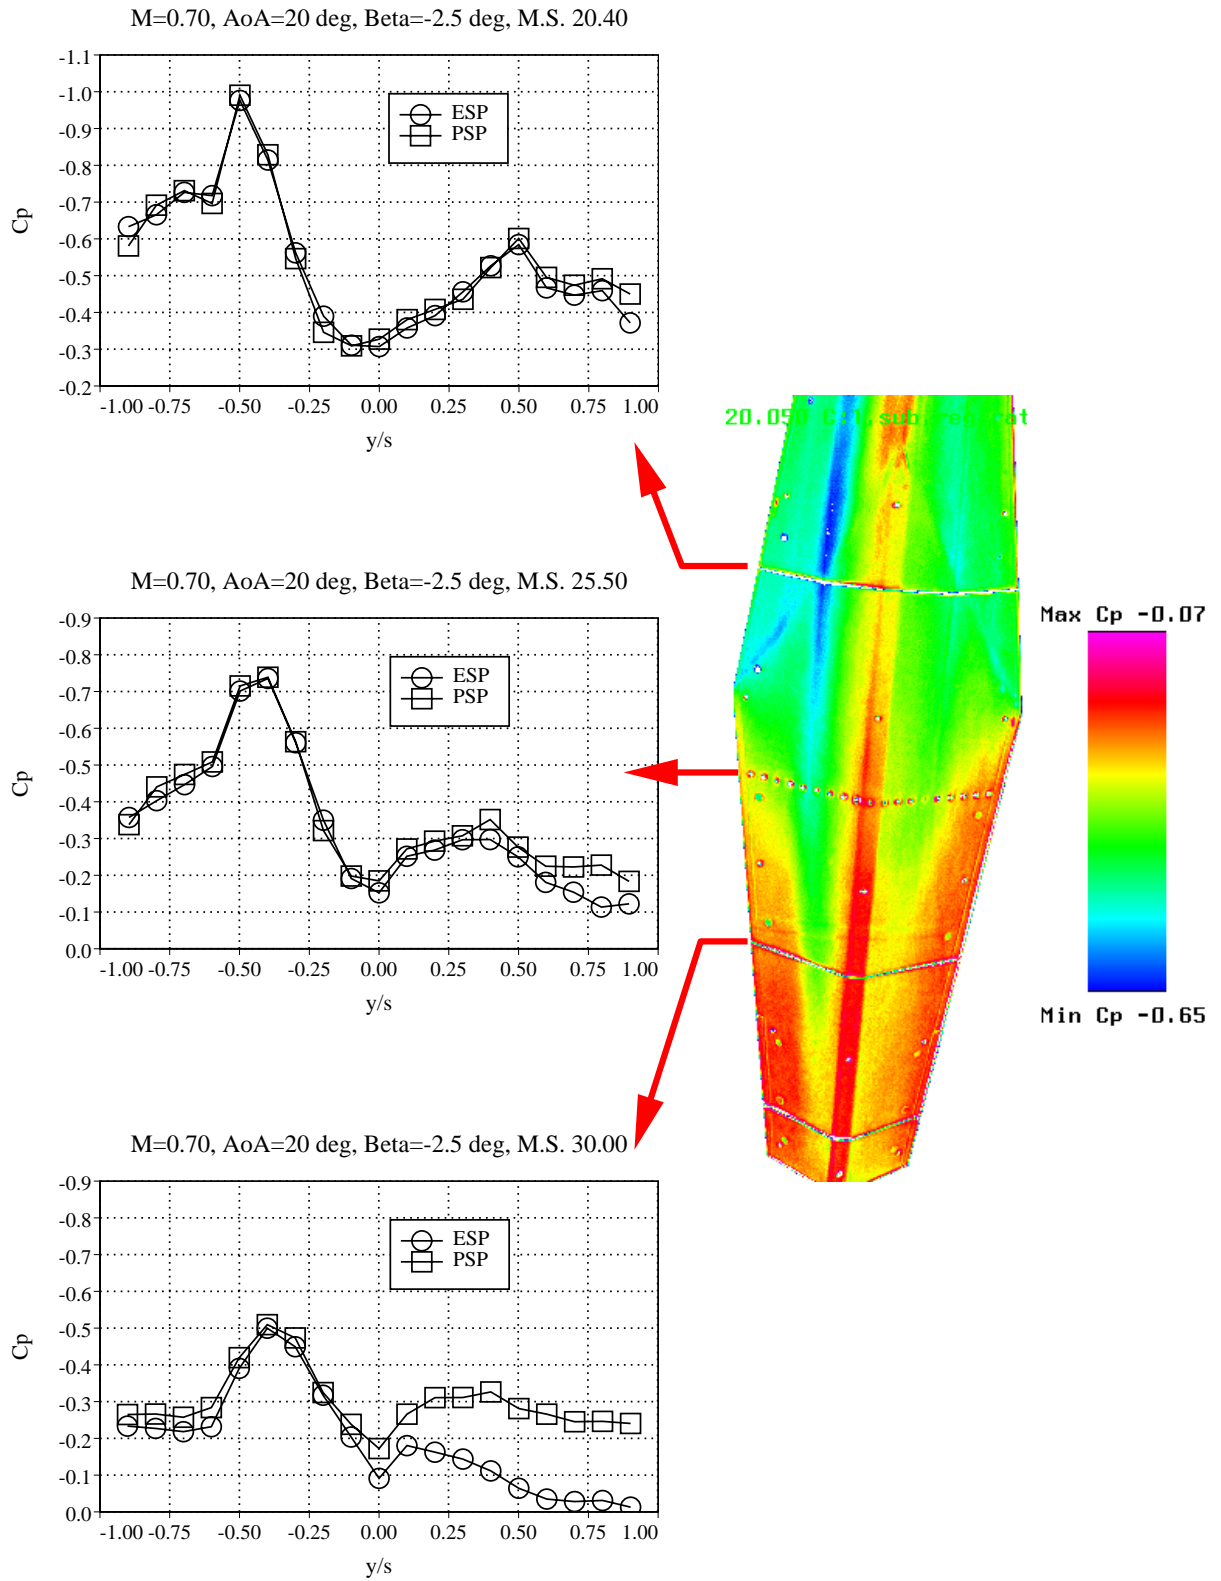 M=0.70, AoA=20 deg, Beta=-2.5 deg, M.S. 20.40
-1.1
-1.0
-0.9
-0.8
-0.7
-0.6
-0.5
-0.4
-0.3
-0.2
Cp
ESP
PSP
-1.00 -0.75 -0.50 -0.25 0.00 0.25 0.50 0.75 1.00
y/s
M=0.70, AoA=20 deg, Beta=-2.5 deg, M.S. 25.50
-0.9
-0.8
-0.7
-0.6
-0.5
-0.4
-0.3
-0.2
-0.1
0.0
Cp
ESP
PSP
-1.00 -0.75 -0.50 -0.25 0.00 0.25 0.50 0.75 1.00
y/s
M=0.70, AoA=20 deg, Beta=-2.5 deg, M.S. 30.00
-0.9
-0.8
-0.7
-0.6
-0.5
-0.4
-0.3
-0.2
-0.1
0.0
Cp
ESP
PSP
-1.00 -0.75 -0.50 -0.25 0.00 0.25 0.50 0.75 1.00
y/s
20.050
Max Cp -0.07
Min Cp -0.65